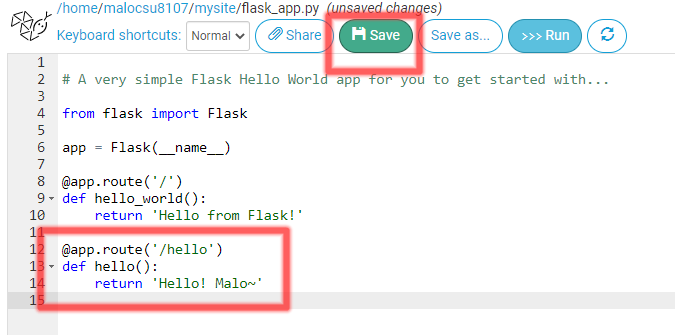 /home/malocsu8107/mysite/flask_app.py (unsaved changes)
Keyboard shortcuts: Normal Share Save Save as... >>> Run
1
2 # A very simple Flask Hello World app for you to get started with...
3
4 from flask import Flask
5
6 app = Flask(__name__)
7
8 @app.route('/')
9 def hello_world():
10 return 'Hello from Flask!'
11
12 @app.route('/hello')
13 def hello():
14 return 'Hello! Malo~'
15